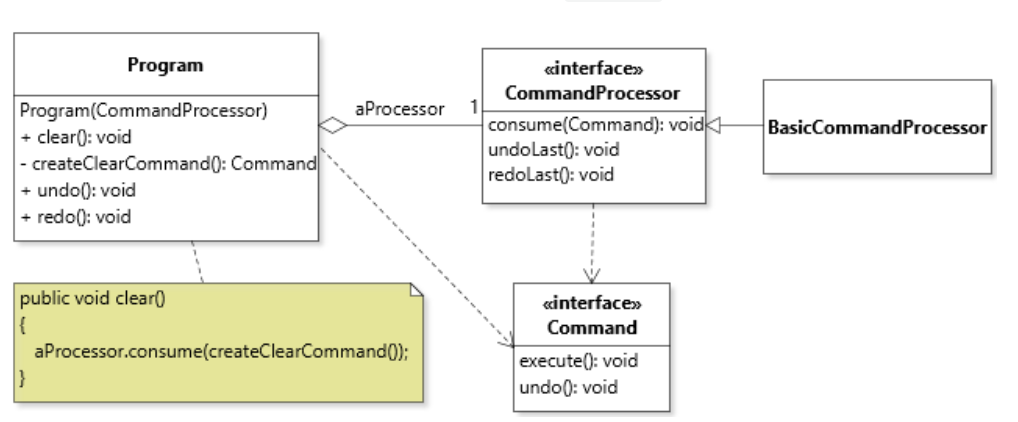 Program
Program(CommandProcessor)
+ clear(): void
- createClearCommand(): Command
+ undo(): void
+ redo(): void
aProcessor
1
«interface»
CommandProcessor
consume(Command): void
undoLast(): void
redoLast(): void
BasicCommandProcessor
public void clear()
{
aProcessor.consume(createClearCommand());
}
«interface»
Command
execute(): void
undo(): void